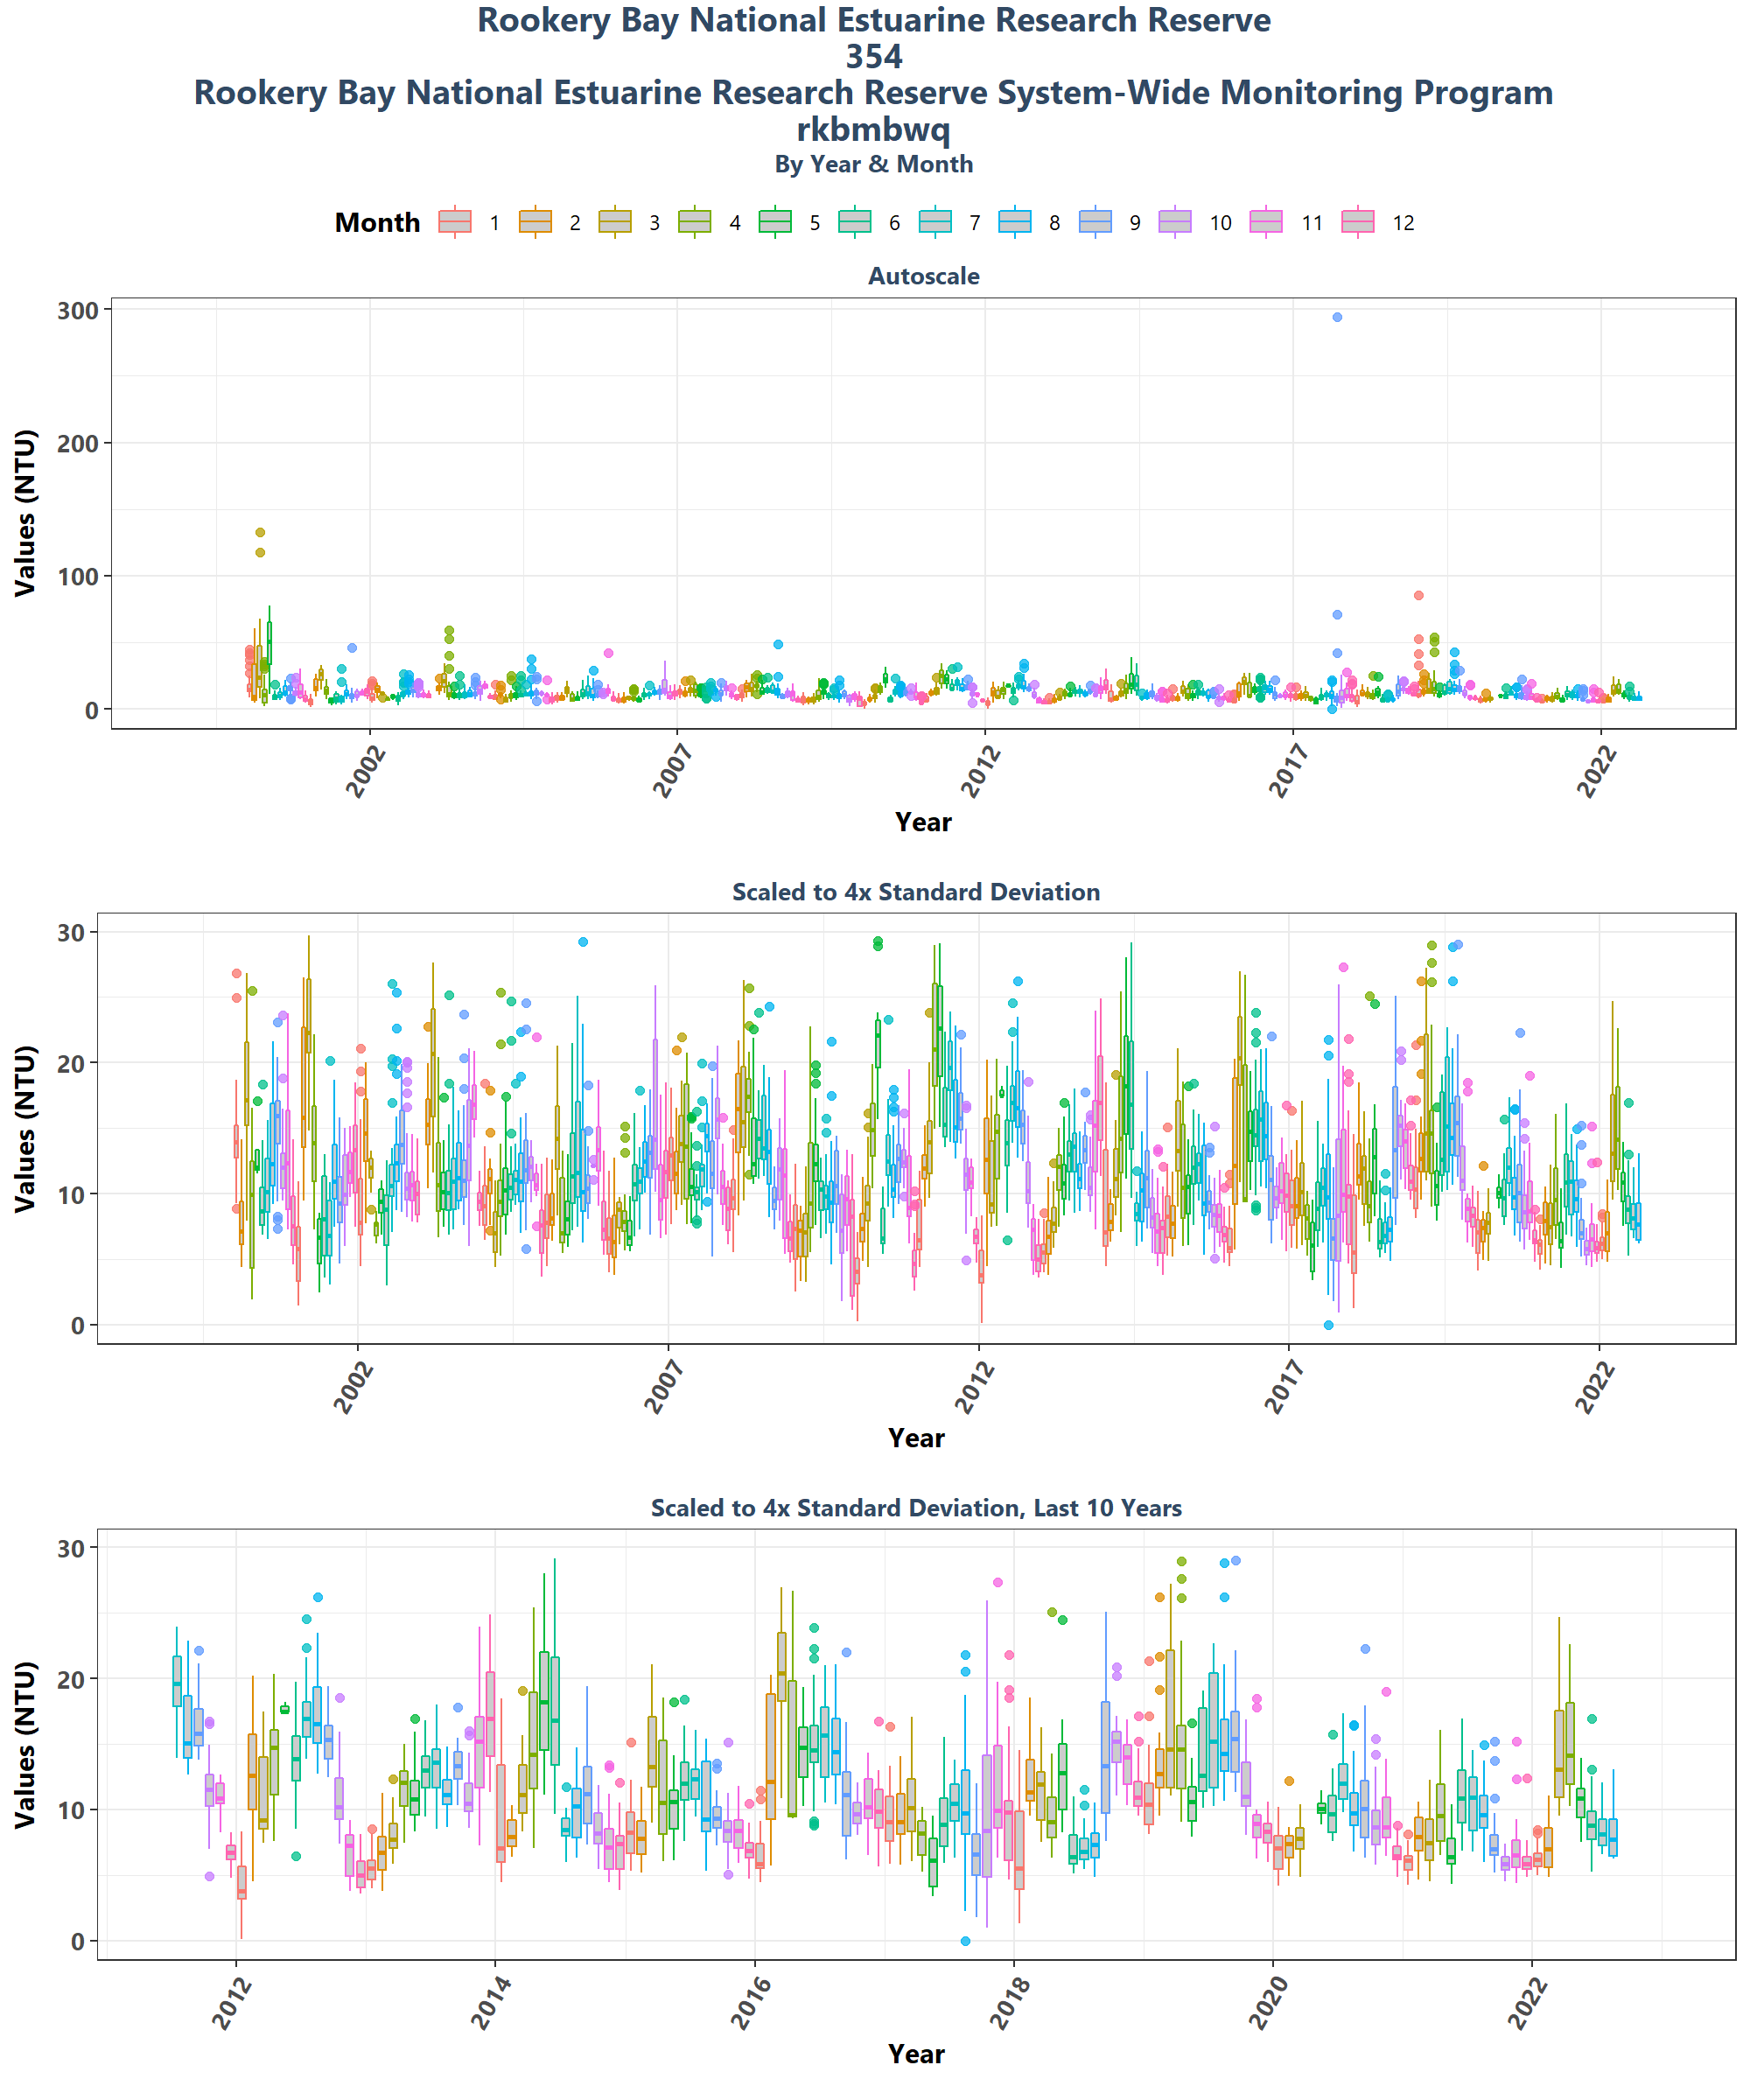 Rookery Bay National Estuarine Research Reserve
354
Rookery Bay National Estuarine Research Reserve System-Wide Monitoring Program
rkbmbwq
By Year & Month
Month 1 2 3 4 5 6 7 8 9 10 11 12
Autoscale
Values (NTU)
300
200
100
0
2002 2007 2012 2017 2022
Year
Scaled to 4x Standard Deviation
Values (NTU)
30
20
10
0
2002 2007 2012 2017 2022
Year
Scaled to 4x Standard Deviation, Last 10 Years
Values (NTU)
30
20
10
0
2012 2014 2016 2018 2020 2022
Year